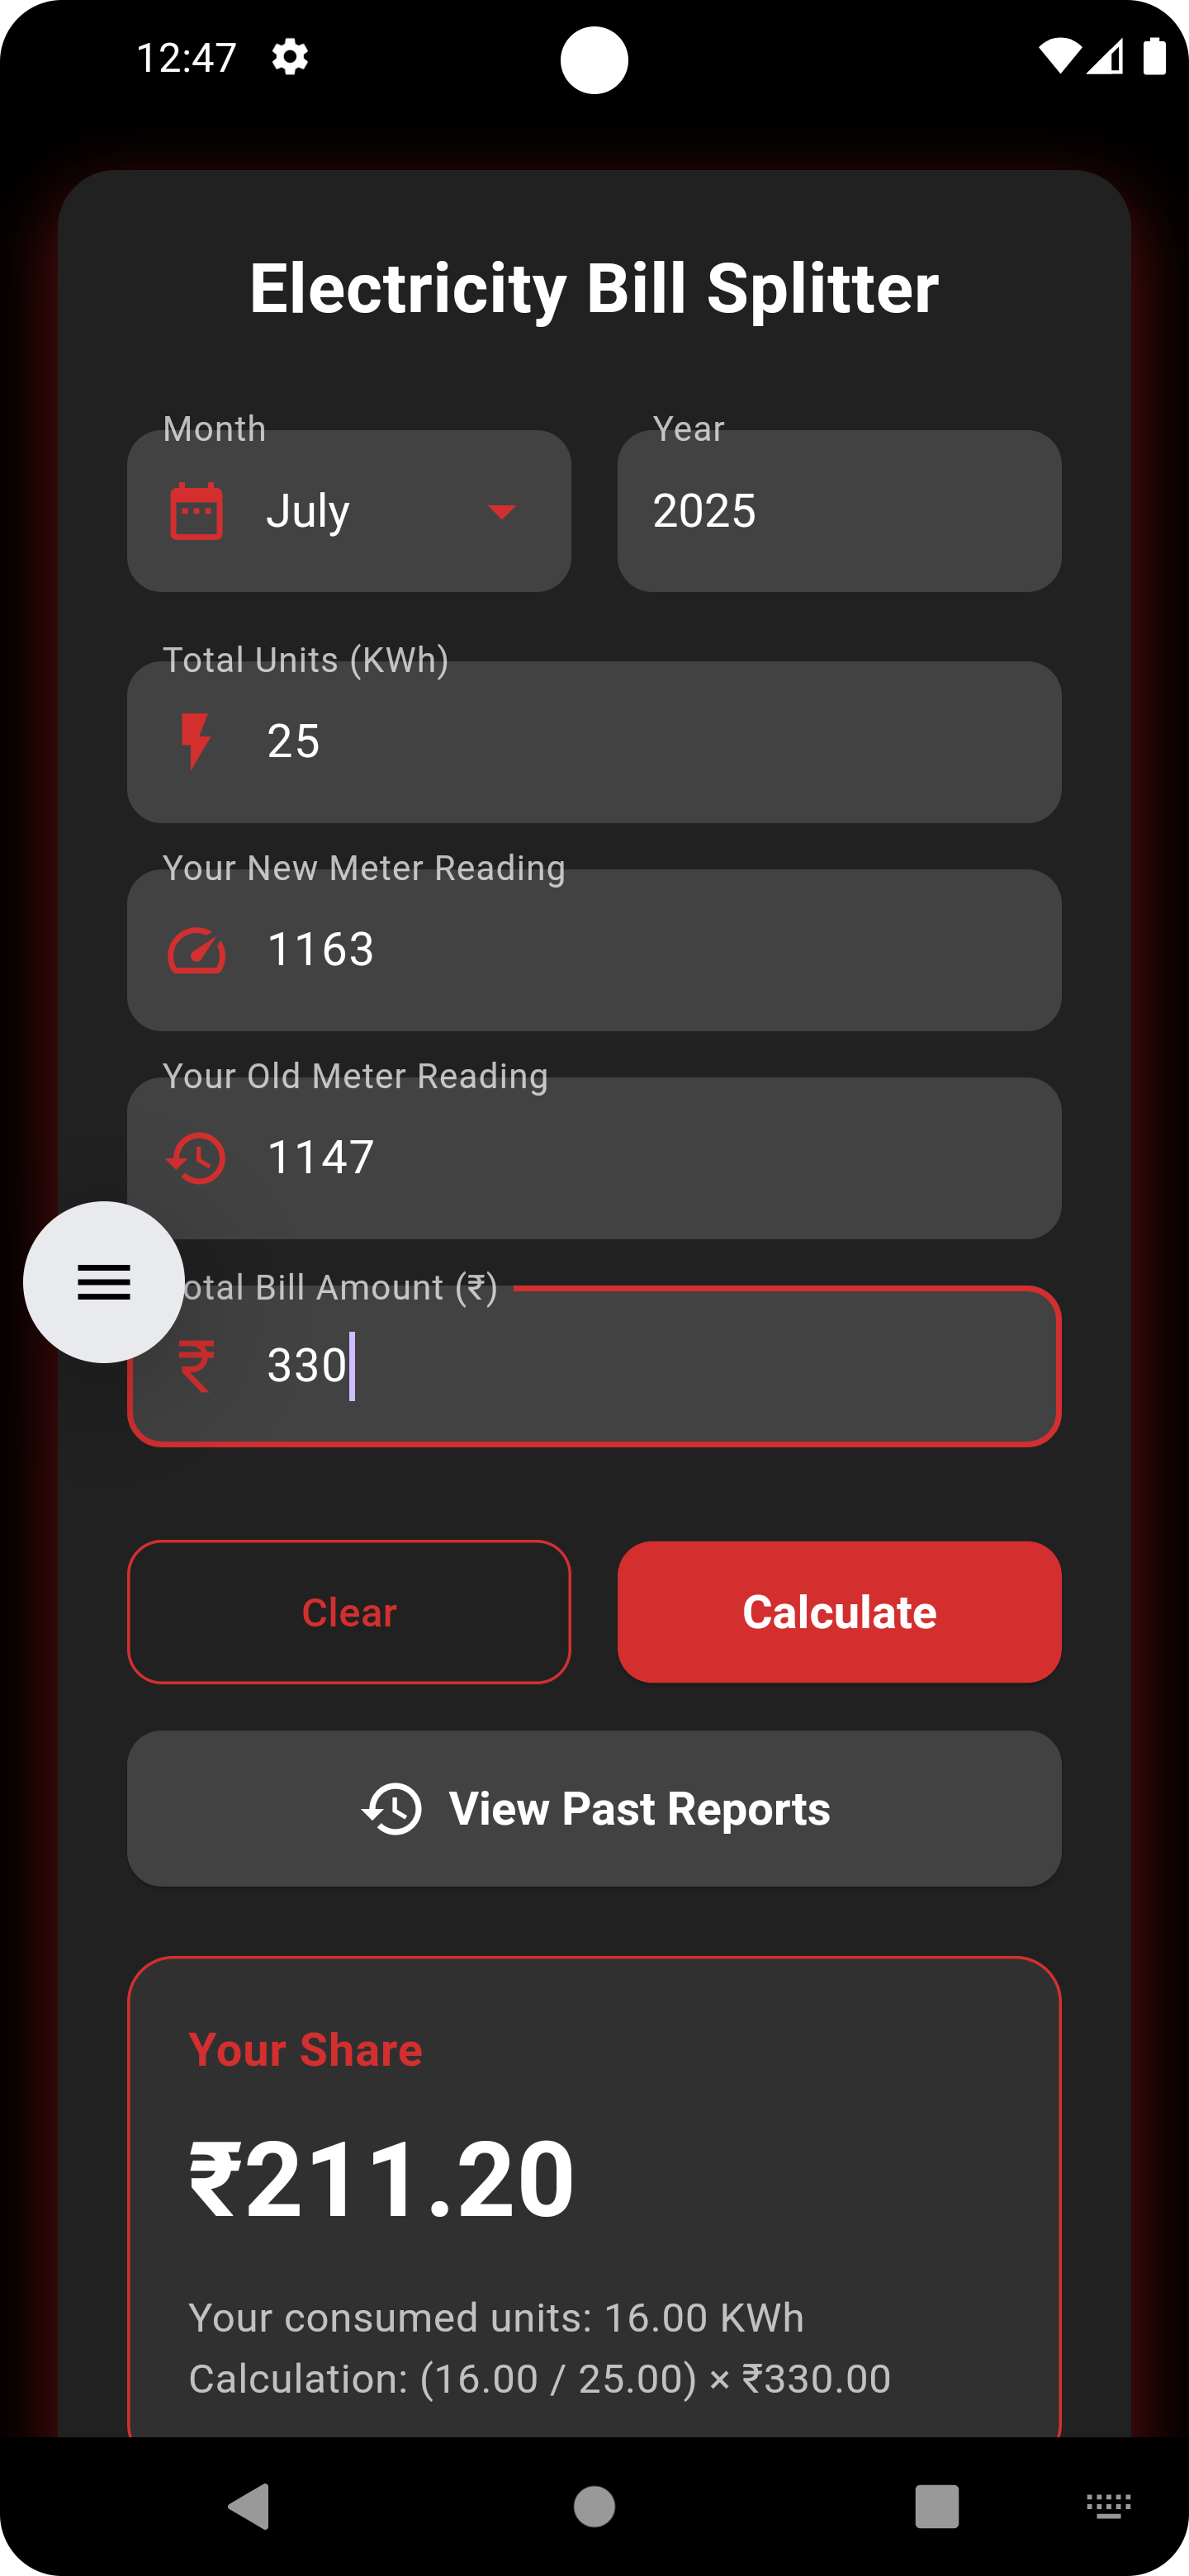 12:47
Electricity Bill Splitter
Month
Year
July
2025
Total Units (KWh)
25
Your New Meter Reading
1163
Your Old Meter Reading
1147
otal Bill Amount (₹)
₹ 330
Clear
Calculate
View Past Reports
Your Share
₹211.20
Your consumed units: 16.00 KWh
Calculation: (16.00 / 25.00) × ₹330.00